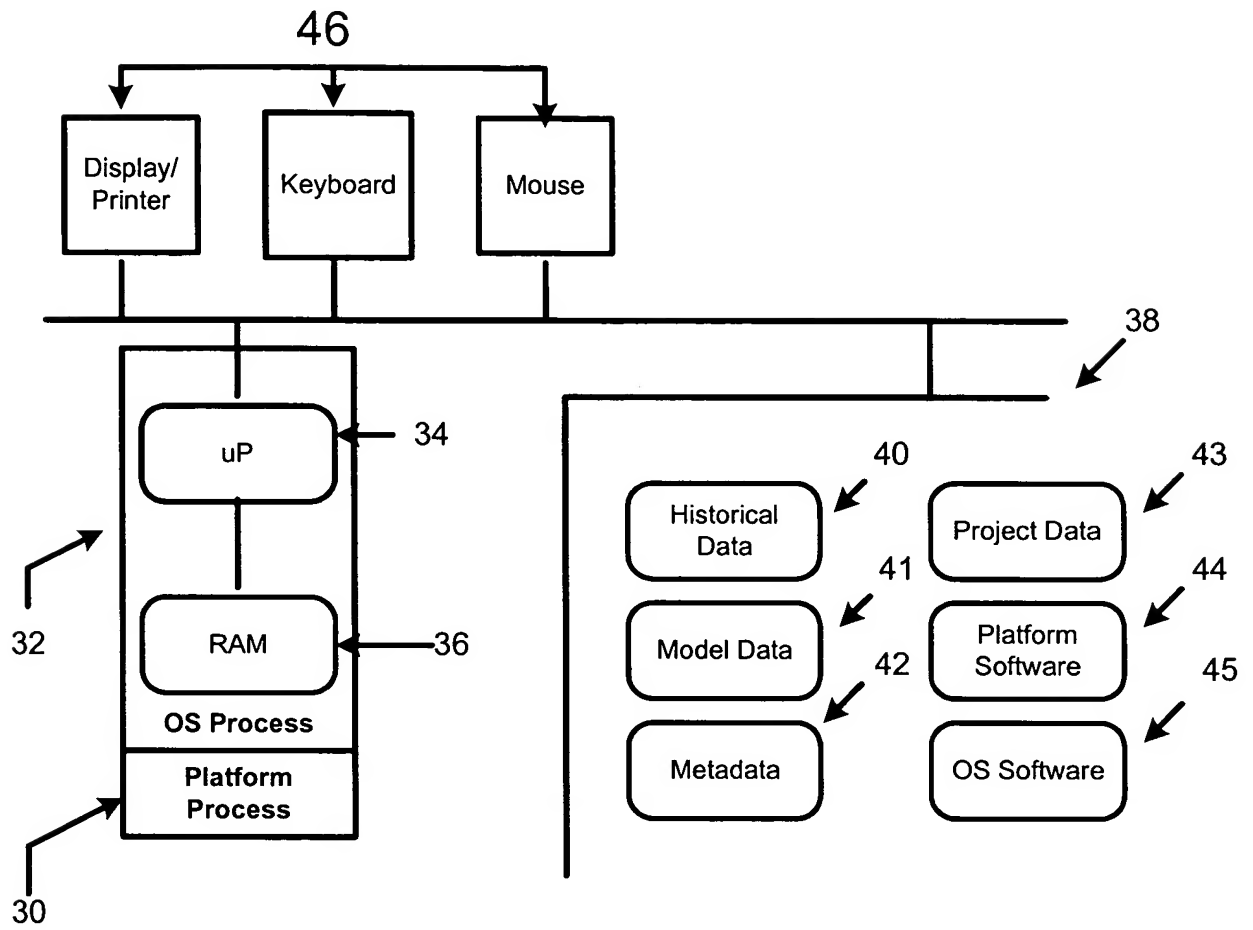 46
Display/
Printer
Keyboard
Mouse
38
uP
34
40
43
Historical
Data
Project Data
32
41
44
RAM
36
Model Data
Platform
Software
42
45
OS Process
Metadata
OS Software
Platform
Process
30